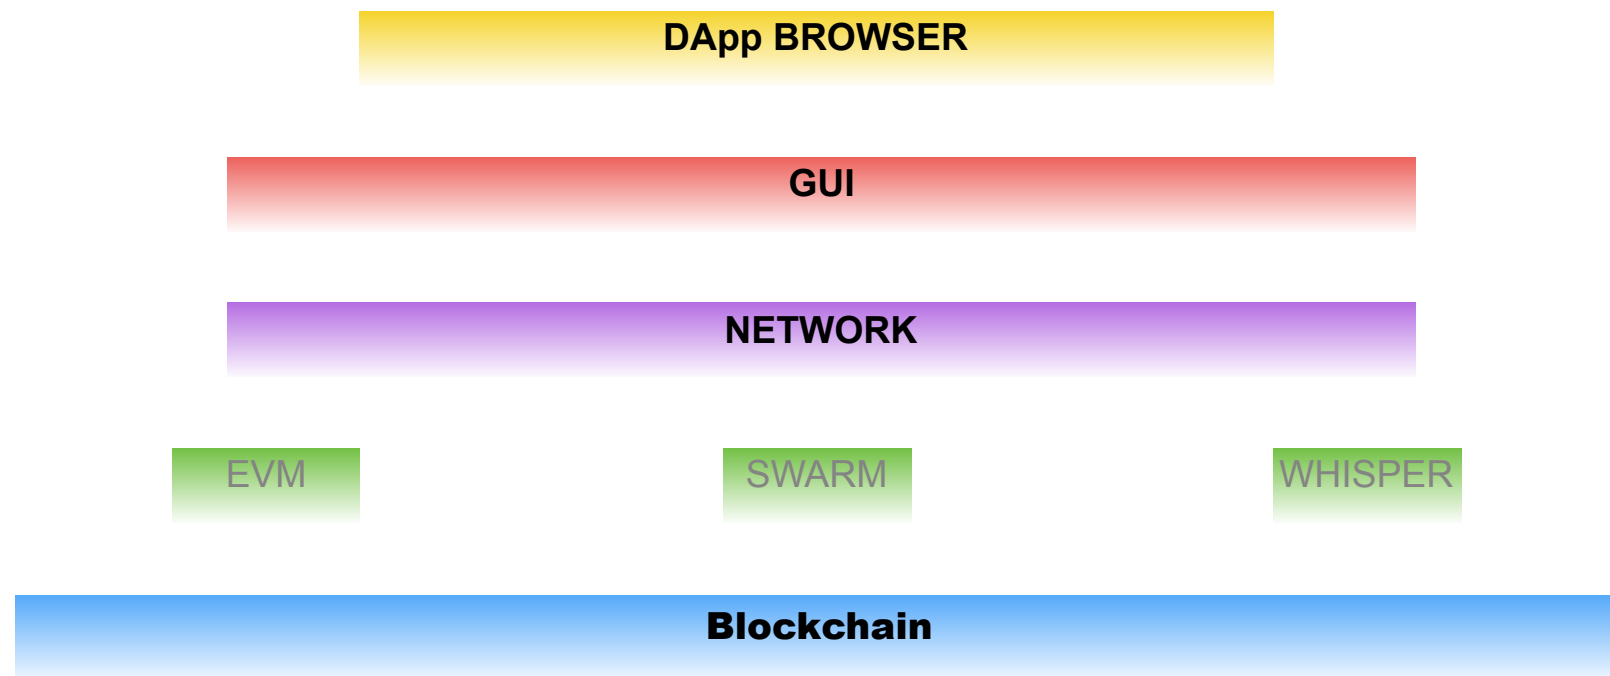 DApp BROWSER
GUI
NETWORK
EVM
SWARM
WHISPER
Blockchain